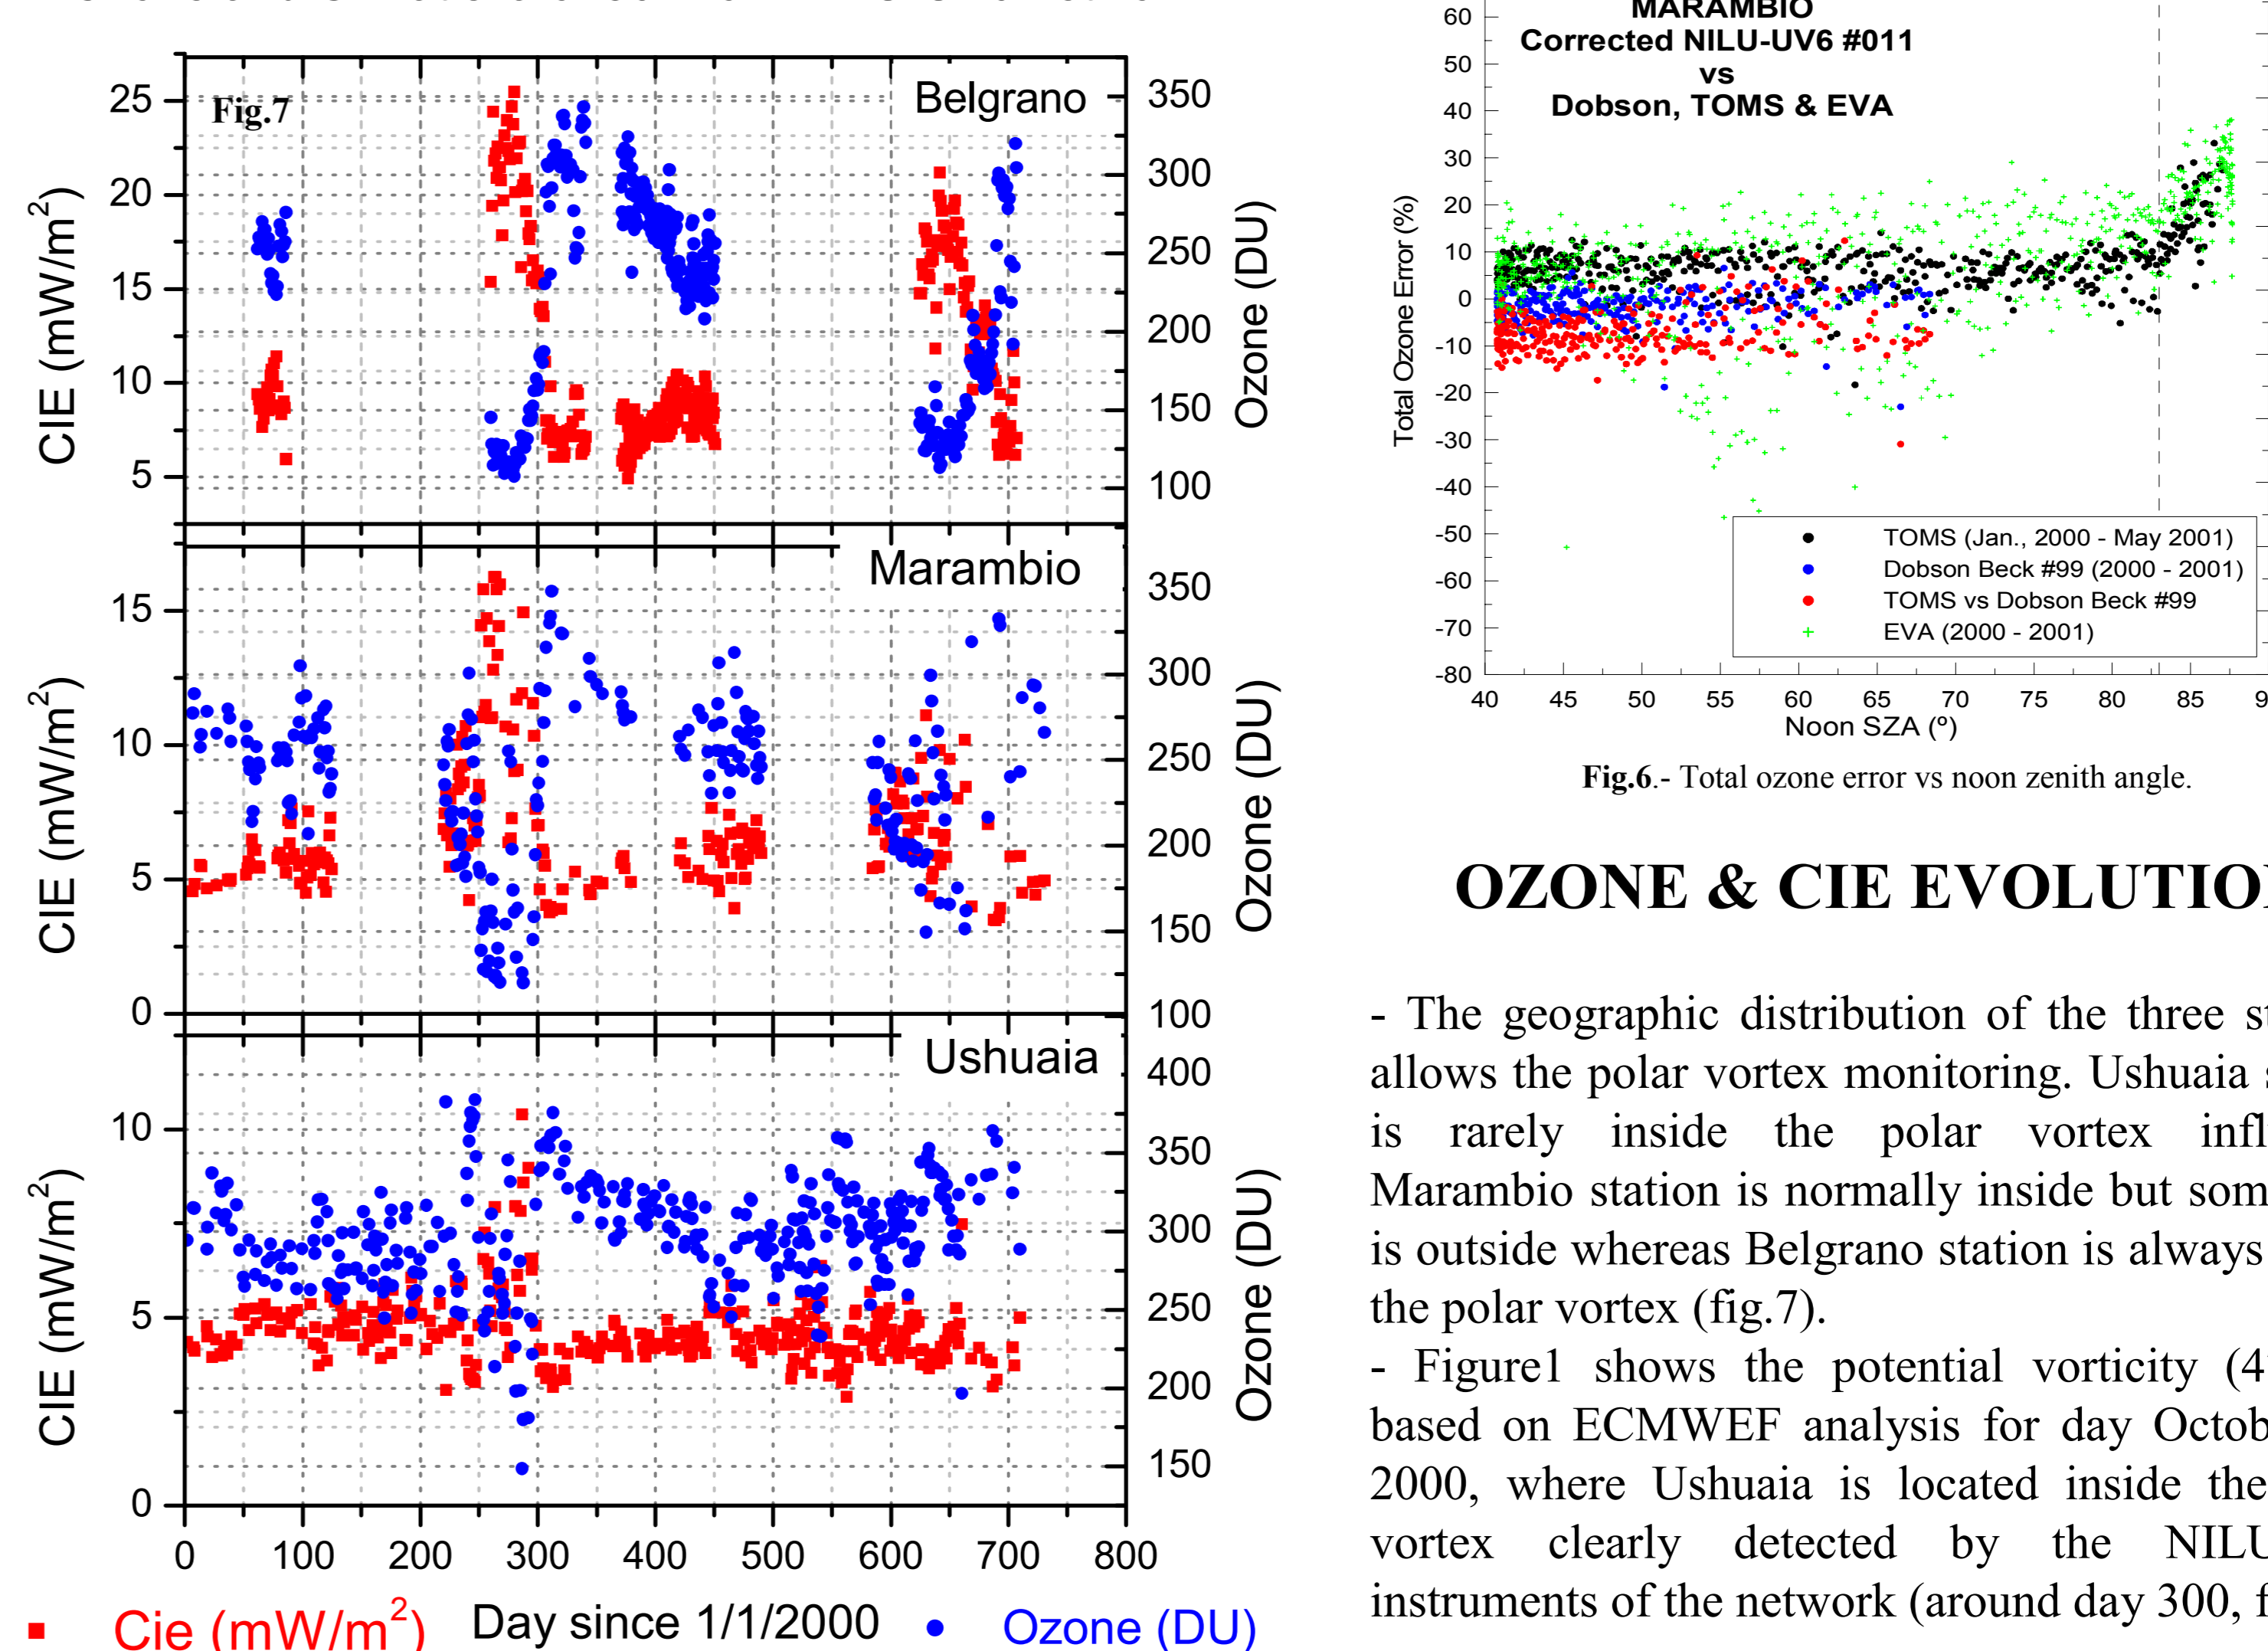 Fig.7
Belgrano
CIE (mW/m²)
25
20
15
10
5
350
300
250
200
150
100
Ozone (DU)
Marambio
CIE (mW/m²)
15
10
5
0
350
300
250
200
150
100
Ozone (DU)
Ushuaia
CIE (mW/m²)
10
5
0
400
350
300
250
200
150
Ozone (DU)
0 100 200 300 400 500 600 700 800
Cie (mW/m²) Day since 1/1/2000 Ozone (DU)
MARAMBIO
Corrected NILU-UV6 #011
vs
Dobson, TOMS & EVA
Total Ozone Error (%)
60
50
40
30
20
10
0
-10
-20
-30
-40
-50
-60
-70
-80
TOMS (Jan., 2000 - May 2001)
Dobson Beck #99 (2000 - 2001)
TOMS vs Dobson Beck #99
EVA (2000 - 2001)
40 45 50 55 60 65 70 75 80 85 9
Noon SZA (º)
Fig.6.- Total ozone error vs noon zenith angle.
OZONE & CIE EVOLUTION
- The geographic distribution of the three st
allows the polar vortex monitoring. Ushuaia s
is rarely inside the polar vortex infl
Marambio station is normally inside but som
is outside whereas Belgrano station is always
the polar vortex (fig.7).
- Figure1 shows the potential vorticity (4
based on ECMWEF analysis for day Octob
2000, where Ushuaia is located inside the
vortex clearly detected by the NILU
instruments of the network (around day 300, f